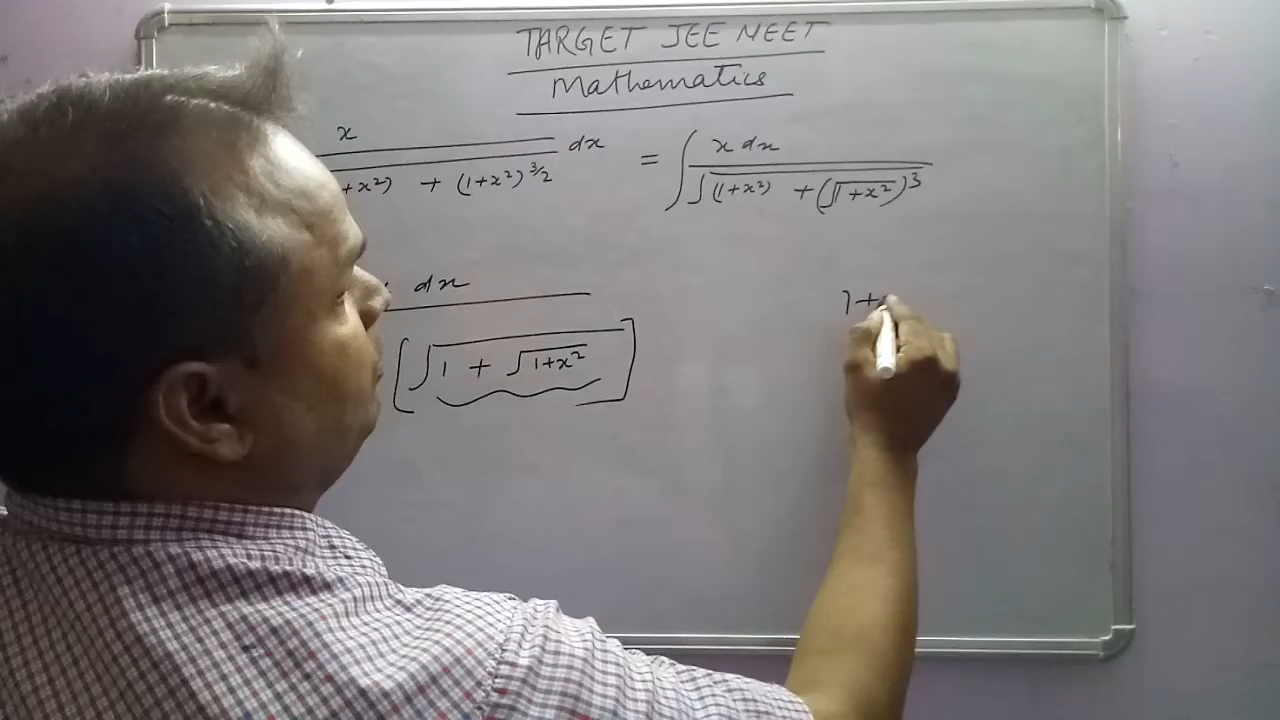 TARGET JEE NEET
Mathematics
x / (+x²) + (1+x²)^3/2 dx = ∫ x dx / √(1+x²) + (√1+x²)³
dx
[√1 + √1+x²]
1+